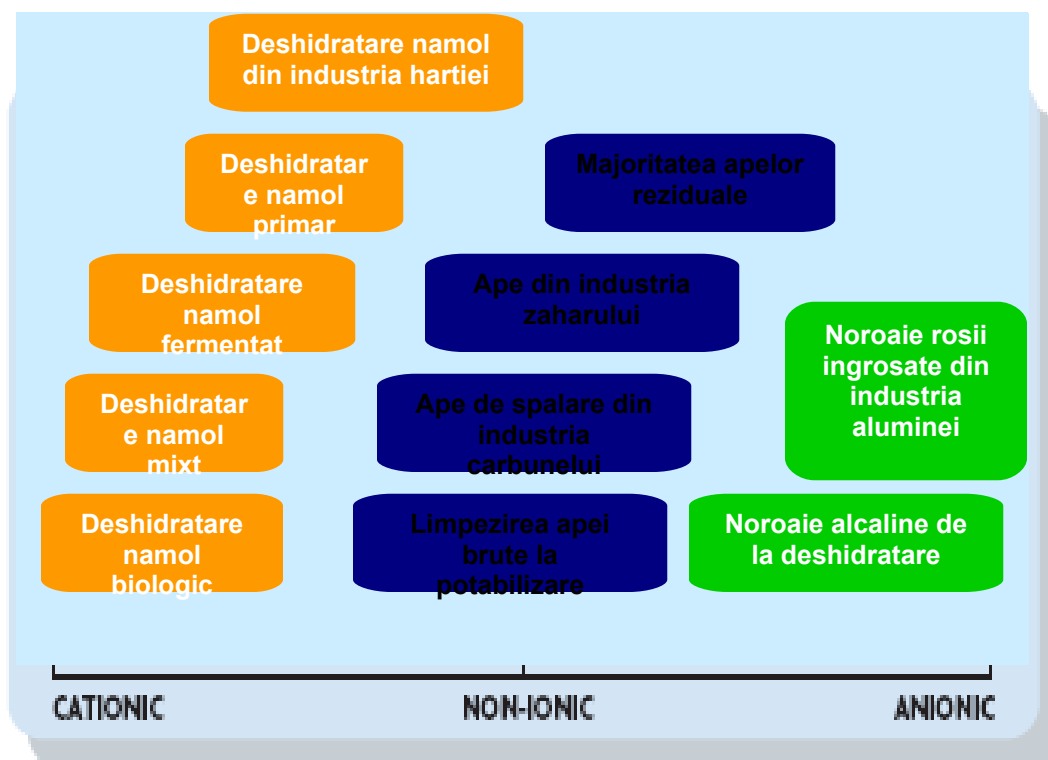 Deshidratare namol
din industria hartiei
Deshidratar
e namol
primar
Majoritatea apelor
reziduale
Deshidratare
namol
fermentat
Ape din industria
zaharului
Noroaie rosii
ingrosate din
industria
aluminei
Deshidratar
e namol
mixt
Ape de spalare din
industria
carbunelui
Deshidratare
namol
biologic
Limpezirea apei
brute la
potabilizare
Noroaie alcaline de
la deshidratare
CATIONIC
NON-IONIC
ANIONIC